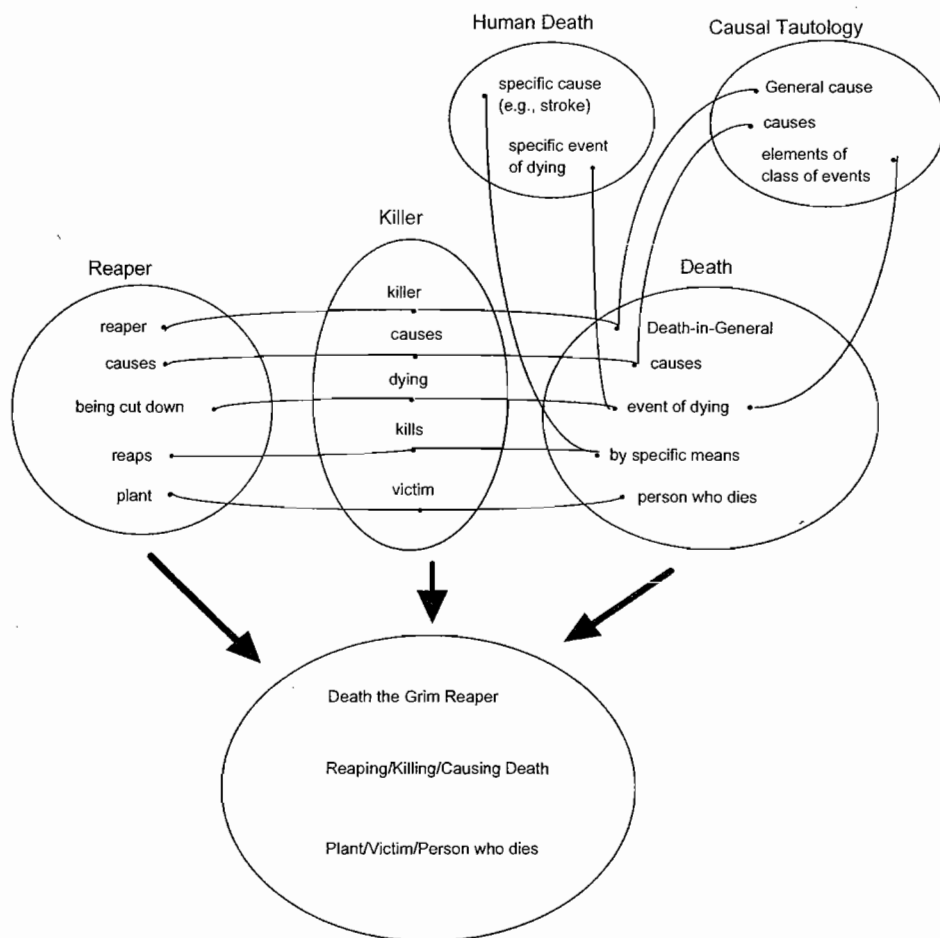 Human Death
specific cause
(e.g., stroke)
specific event
of dying
Causal Tautology
General cause
causes
elements of
class of events
Reaper
reaper
causes
being cut down
reaps
plant
Killer
killer
causes
dying
kills
victim
Death
Death-in-General
causes
event of dying
by specific means
person who dies
Death the Grim Reaper
Reaping/Killing/Causing Death
Plant/Victim/Person who dies